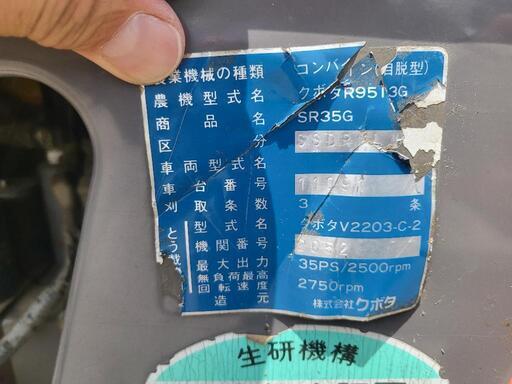 農業機械の種類 コンバイン(自脱型)
農機型式名 クボタR9513G
商品名 SR35G
区分
車両型式名
車台番号
刈取条 3 条
型式 クボタV2203-C-2
機関番号
最大出力 35PS/2500rpm
無負荷最高回転速度 2750rpm
造元 株式会社クボタ
生研機構